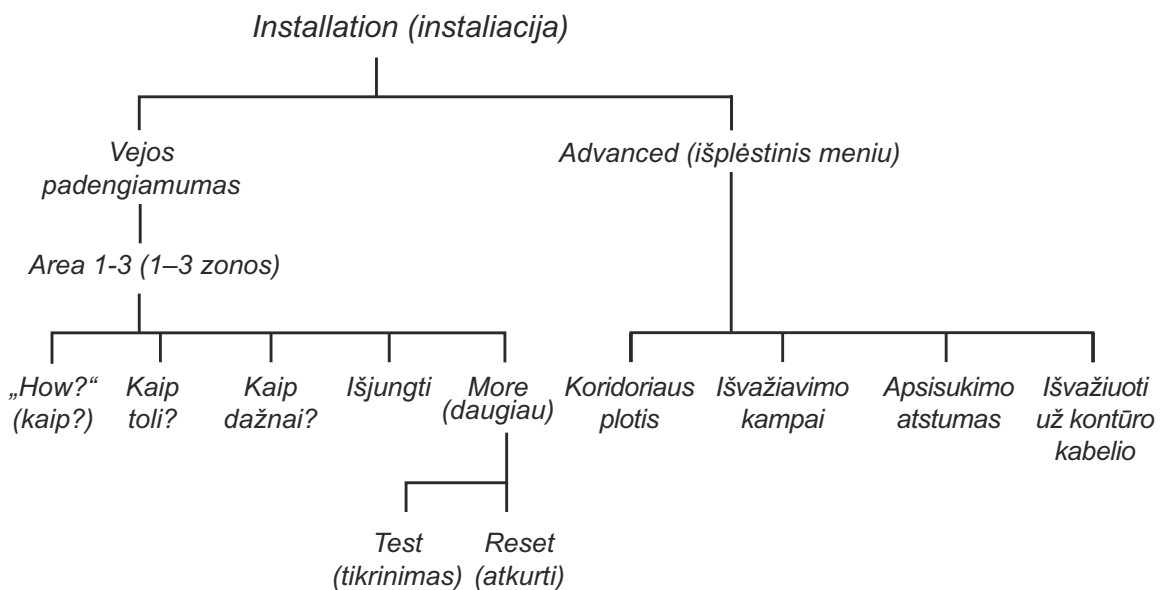 Installation (instaliacija)
Vejos
padengiamumas
Advanced (išplėstinis meniu)
Area 1-3 (1–3 zonos)
„How?“
(kaip?)
Kaip
toli?
Kaip
dažnai?
Išjungti
More
(daugiau)
Koridoriaus
plotis
Išvažiavimo
kampai
Apsisukimo
atstumas
Išvažiuoti
už kontūro
kabelio
Test
(tikrinimas)
Reset
(atkurti)